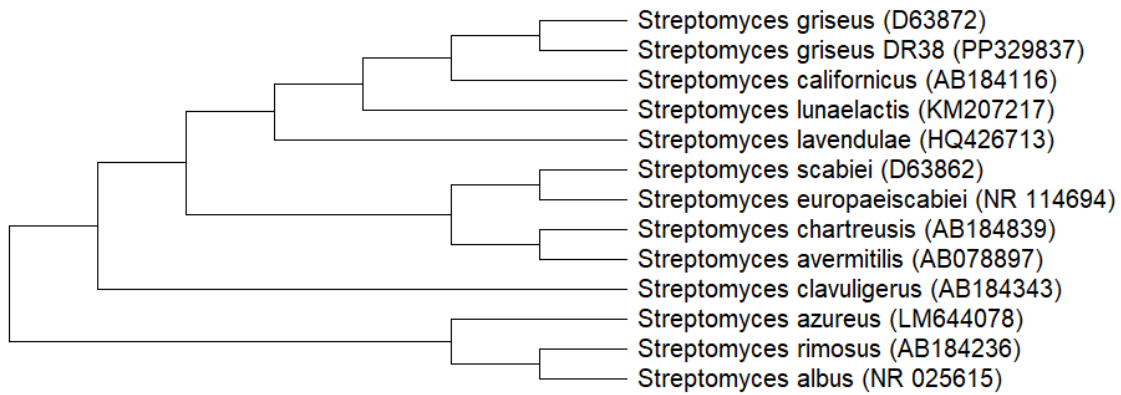 Streptomyces griseus (D63872)
Streptomyces griseus DR38 (PP329837)
Streptomyces californicus (AB184116)
Streptomyces lunaelactis (KM207217)
Streptomyces lavendulae (HQ426713)
Streptomyces scabiei (D63862)
Streptomyces europaeiscabiei (NR 114694)
Streptomyces chartreusis (AB184839)
Streptomyces avermitilis (AB078897)
Streptomyces clavuligerus (AB184343)
Streptomyces azureus (LM644078)
Streptomyces rimosus (AB184236)
Streptomyces albus (NR 025615)